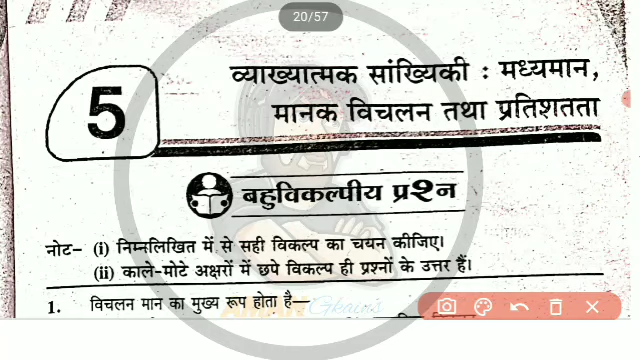 20/57
5
व्याख्यात्मक सांख्यिकी : मध्यमान,
मानक विचलन तथा प्रतिशतता
बहुविकल्पीय प्रश्न
नोट– (i) निम्नलिखित में से सही विकल्प का चयन कीजिए।
(ii) काले-मोटे अक्षरों में छपे विकल्प ही प्रश्नों के उत्तर हैं।
1. विचलन मान का मुख्य रूप होता है—